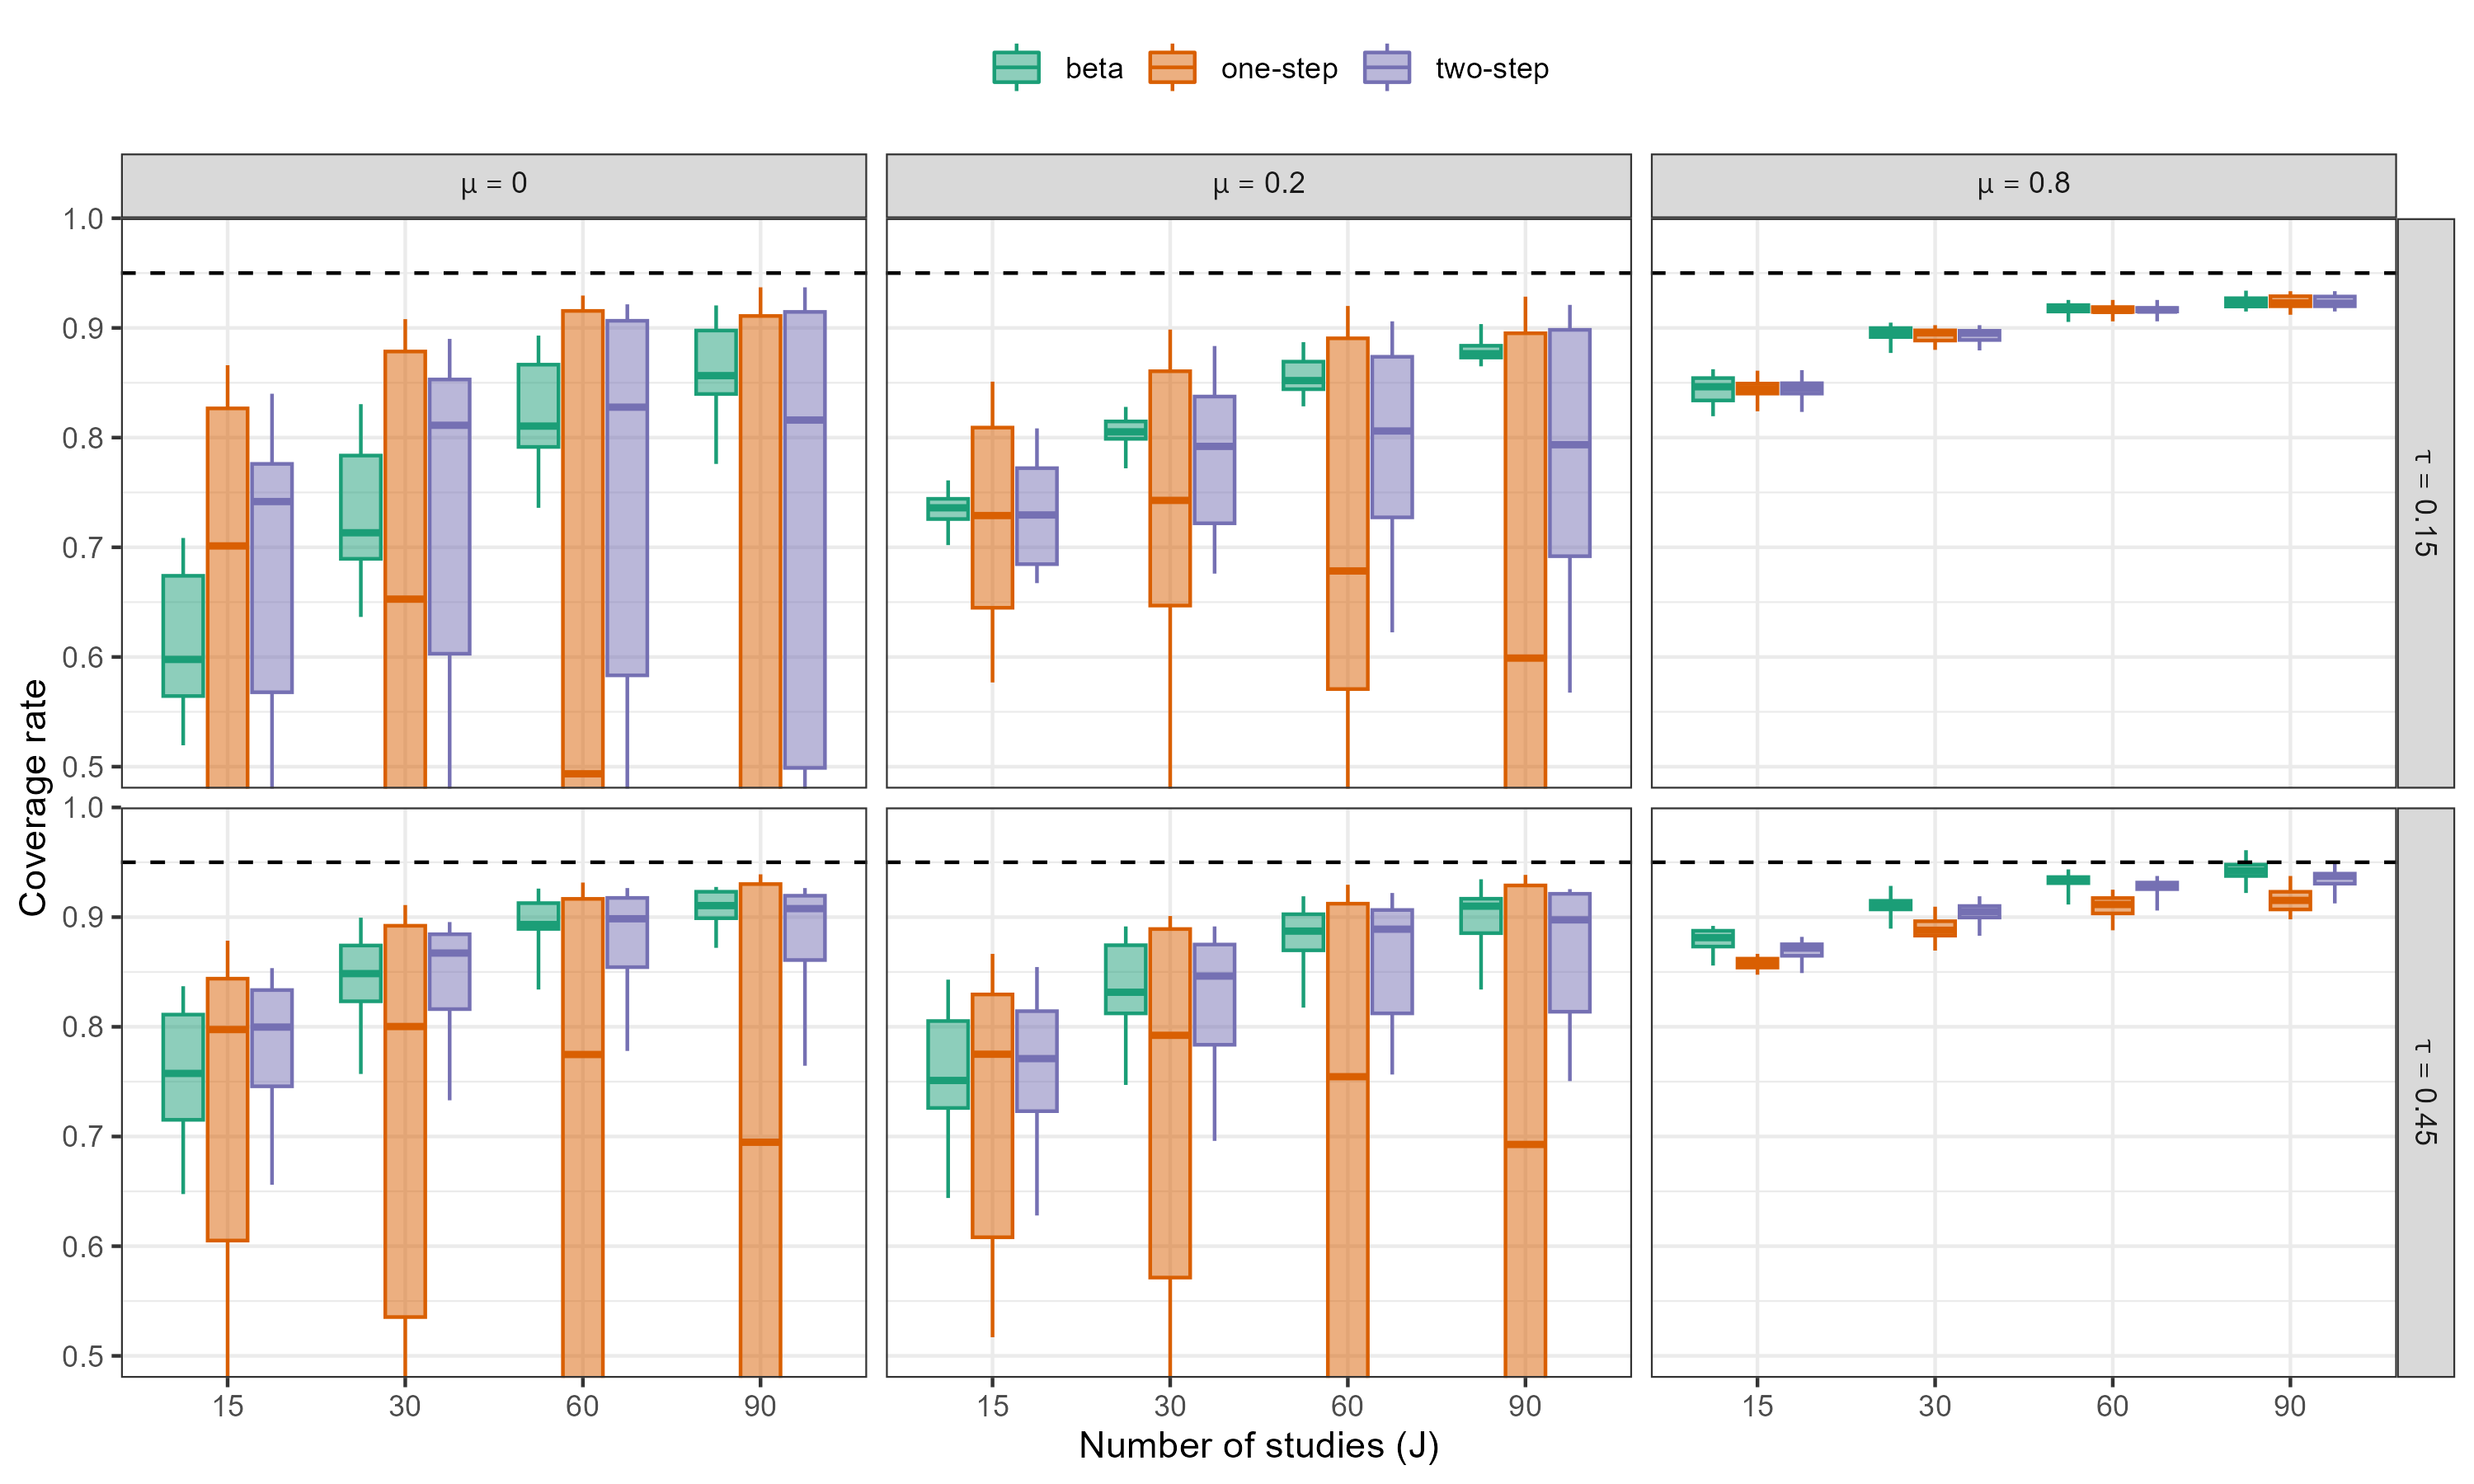 beta one-step two-step
μ = 0 μ = 0.2 μ = 0.8
1.0
0.9
0.8
0.7
0.6
0.5
τ = 0.15
Coverage rate
1.0
0.9
0.8
0.7
0.6
0.5
τ = 0.45
15 30 60 90 15 30 60 90 15 30 60 90
Number of studies (J)